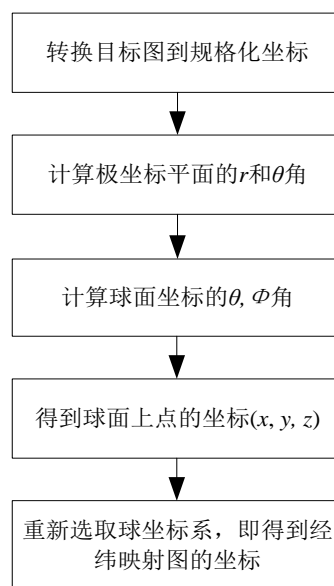 转换目标图到规格化坐标
计算极坐标平面的r和θ角
计算球面坐标的θ, Φ角
得到球面上点的坐标(x, y, z)
重新选取球坐标系，即得到经
纬映射图的坐标